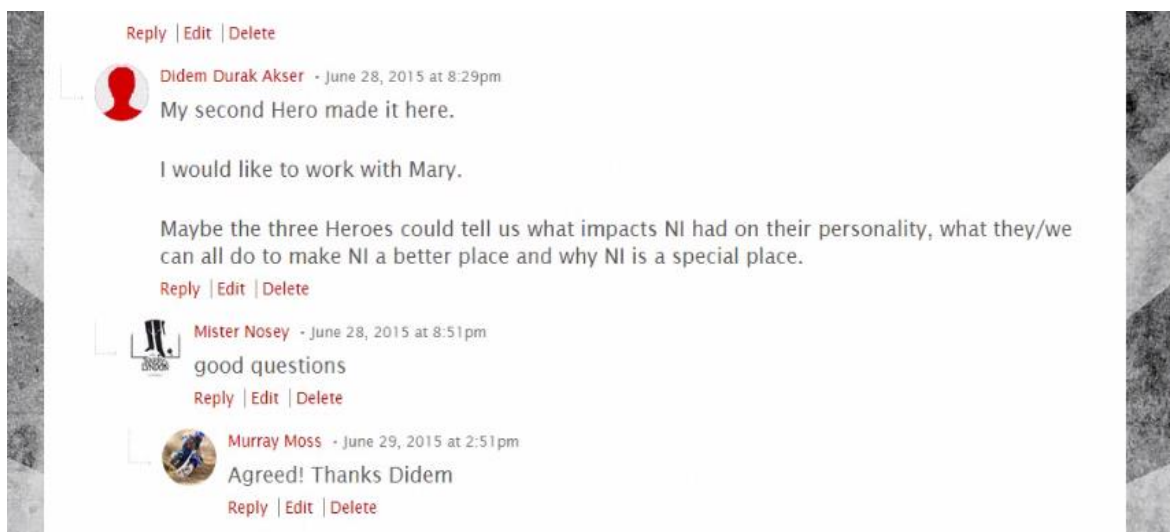 Reply | Edit | Delete
Didem Durak Akser • June 28, 2015 at 8:29pm
My second Hero made it here.
I would like to work with Mary.
Maybe the three Heroes could tell us what impacts NI had on their personality, what they/we
can all do to make NI a better place and why NI is a special place.
Reply | Edit | Delete
Mister Nosey • June 28, 2015 at 8:51pm
good questions
Reply | Edit | Delete
Murray Moss • June 29, 2015 at 2:51pm
Agreed! Thanks Didem
Reply | Edit | Delete